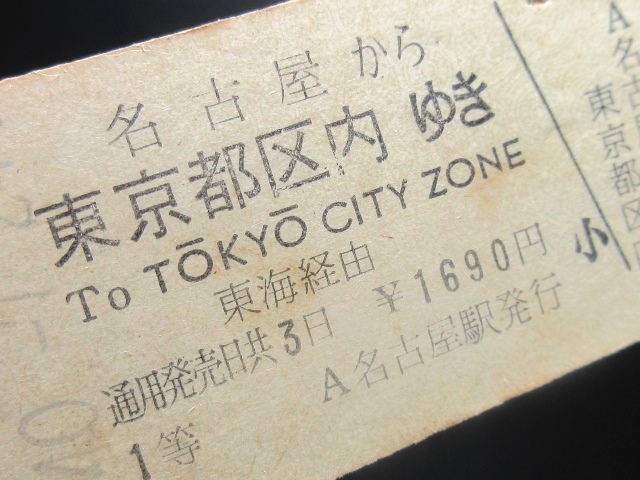 名古屋から
東京都区内ゆき
To TŌKYŌ CITY ZONE
東海経由
通用発売日共3日 ¥1690円
1等 A名古屋駅発行
小
A
名古
東京都区